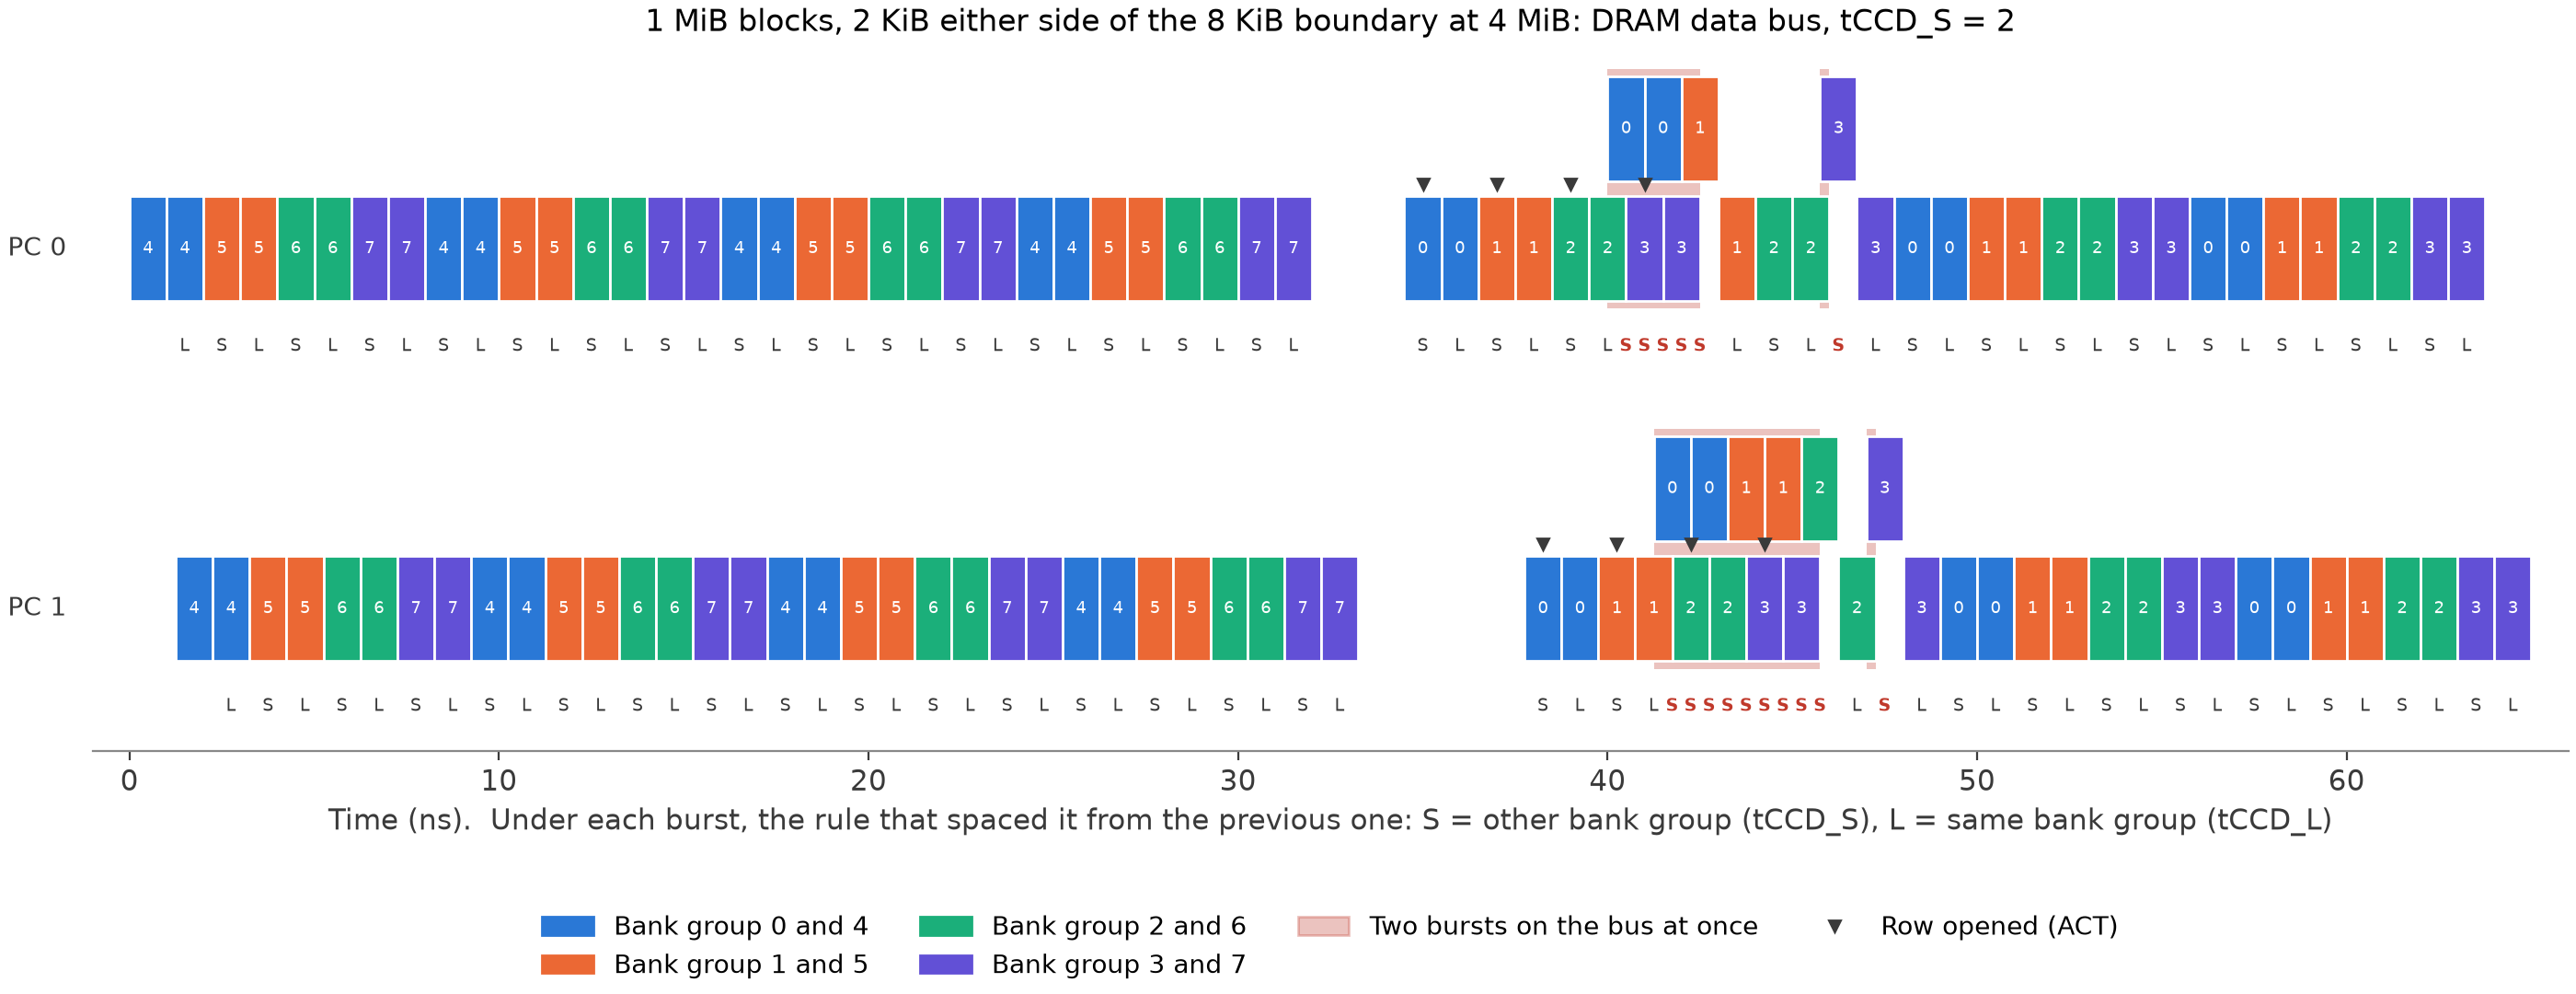 1 MiB blocks, 2 KiB either side of the 8 KiB boundary at 4 MiB: DRAM data bus, tCCD_S = 2
0 0 1 3
PC 0 4 4 5 5 6 6 7 7 4 4 5 5 6 6 7 7 4 4 5 5 6 6 7 7 4 4 5 5 6 6 7 7 0 0 1 1 2 2 3 3 1 2 2 3 0 0 1 1 2 2 3 3 0 0 1 1 2 2 3 3
L S L S L S L S L S L S L S L S L S L S L S L S L S L S L S L S L S L S L S S S S S L S L S L S L S L S L S L S L S L S L S L
0 0 1 1 2 3
PC 1 4 4 5 5 6 6 7 7 4 4 5 5 6 6 7 7 4 4 5 5 6 6 7 7 4 4 5 5 6 6 7 7 0 0 1 1 2 2 3 3 2 3 0 0 1 1 2 2 3 3 0 0 1 1 2 2 3 3
L S L S L S L S L S L S L S L S L S L S L S L S L S L S L S L S L S L S S S S S S S S S L S L S L S L S L S L S L S L S L
0 10 20 30 40 50 60
Time (ns). Under each burst, the rule that spaced it from the previous one: S = other bank group (tCCD_S), L = same bank group (tCCD_L)
Bank group 0 and 4
Bank group 1 and 5
Bank group 2 and 6
Bank group 3 and 7
Two bursts on the bus at once
Row opened (ACT)